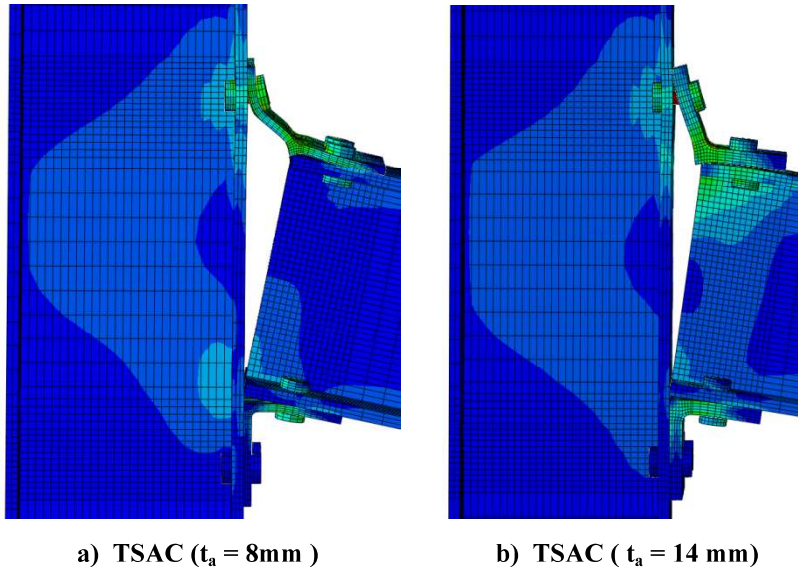 a) TSAC (tₐ = 8mm )
b) TSAC ( tₐ = 14 mm)